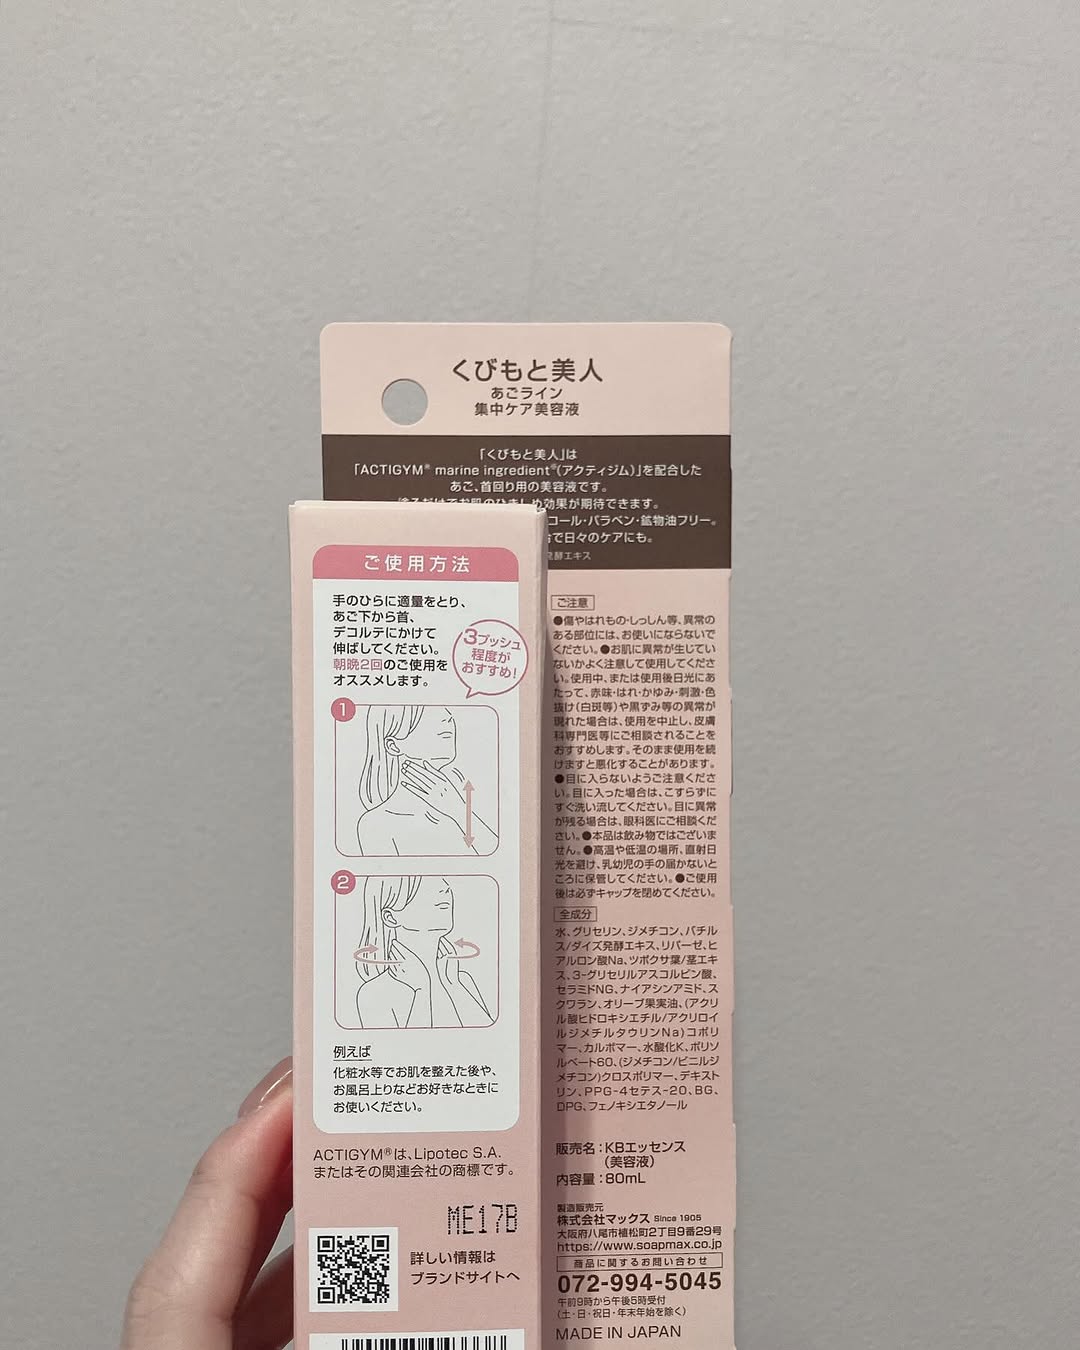 くびもと美人
あごライン
集中ケア美容液
「くびもと美人」は
「ACTIGYM® marine ingredient®(アクティジム)」を配合した
あご、首回り用の美容液です。
効果が期待できます。
コール・パラベン・鉱物油フリー。
で日々のケアにも。
発酵エキス
ご使用方法
手のひらに適量をとり、
あご下から首、
デコルテにかけて
伸ばしてください。
朝晩2回のご使用を
オススメします。
3プッシュ
程度が
おすすめ!
1
2
例えば
化粧水等でお肌を整えた後や、
お風呂上りなどお好きなときに
お使いください。
ACTIGYM®は、Lipotec S.A.
またはその関連会社の商標です。
ME17B
詳しい情報は
ブランドサイトへ
ご注意
●傷やはれもの・しっしん等、異常の
ある部位には、お使いにならないで
ください。●お肌に異常が生じてい
ないかよく注意して使用してくださ
い。使用中、または使用後日光にあ
たって、赤味・はれ・かゆみ・刺激・色
抜け(白斑等)や黒ずみ等の異常が
現れた場合は、使用を中止し、皮膚
科専門医等にご相談されることを
おすすめします。そのまま使用を続
けますと悪化することがあります。
●目に入らないようご注意くださ
い。目に入った場合は、こすらずに
すぐ洗い流してください。目に異常
が残る場合は、眼科医にご相談くだ
さい。●本品は飲み物ではございま
せん。●高温や低温の場所、直射日
光を避け、乳幼児の手の届かないと
ころに保管してください。●ご使用
後は必ずキャップを閉めてください。
全成分
水、グリセリン、ジメチコン、バチル
ス/ダイズ発酵エキス、リパーゼ、ヒ
アルロン酸Na、ツボクサ葉/茎エキ
ス、3-グリセリルアスコルビン酸、
セラミドNG、ナイアシンアミド、ス
クワラン、オリーブ果実油、(アクリ
ル酸ヒドロキシエチル/アクリロイ
ルジメチルタウリンNa)コポリ
マー、カルボマー、水酸化K、ポリソ
ルベート60、(ジメチコン/ビニルジ
メチコン)クロスポリマー、デキスト
リン、PPG-4セテス-20、BG、
DPG、フェノキシエタノール
販売名:KBエッセンス
(美容液)
内容量:80mL
製造販売元
株式会社マックス Since 1905
大阪府八尾市植松町2丁目9番29号
https://www.soapmax.co.jp
商品に関するお問い合わせ
072-994-5045
午前9時から午後5時受付
(土・日・祝日・年末年始を除く)
MADE IN JAPAN